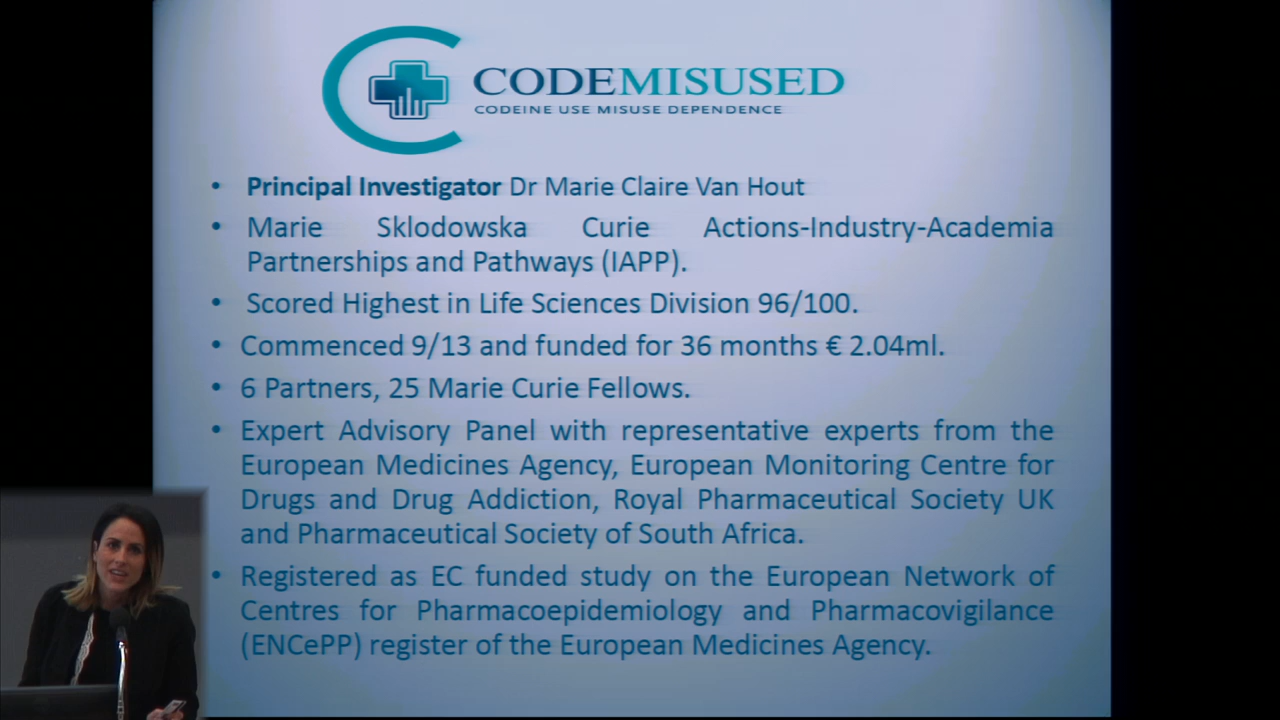 CODEMISUSED
CODEINE USE MISUSE DEPENDENCE
• Principal Investigator Dr Marie Claire Van Hout
• Marie Sklodowska Curie Actions-Industry-Academia
Partnerships and Pathways (IAPP).
• Scored Highest in Life Sciences Division 96/100.
• Commenced 9/13 and funded for 36 months € 2.04ml.
• 6 Partners, 25 Marie Curie Fellows.
• Expert Advisory Panel with representative experts from the
European Medicines Agency, European Monitoring Centre for
Drugs and Drug Addiction, Royal Pharmaceutical Society UK
and Pharmaceutical Society of South Africa.
• Registered as EC funded study on the European Network of
Centres for Pharmacoepidemiology and Pharmacovigilance
(ENCePP) register of the European Medicines Agency.